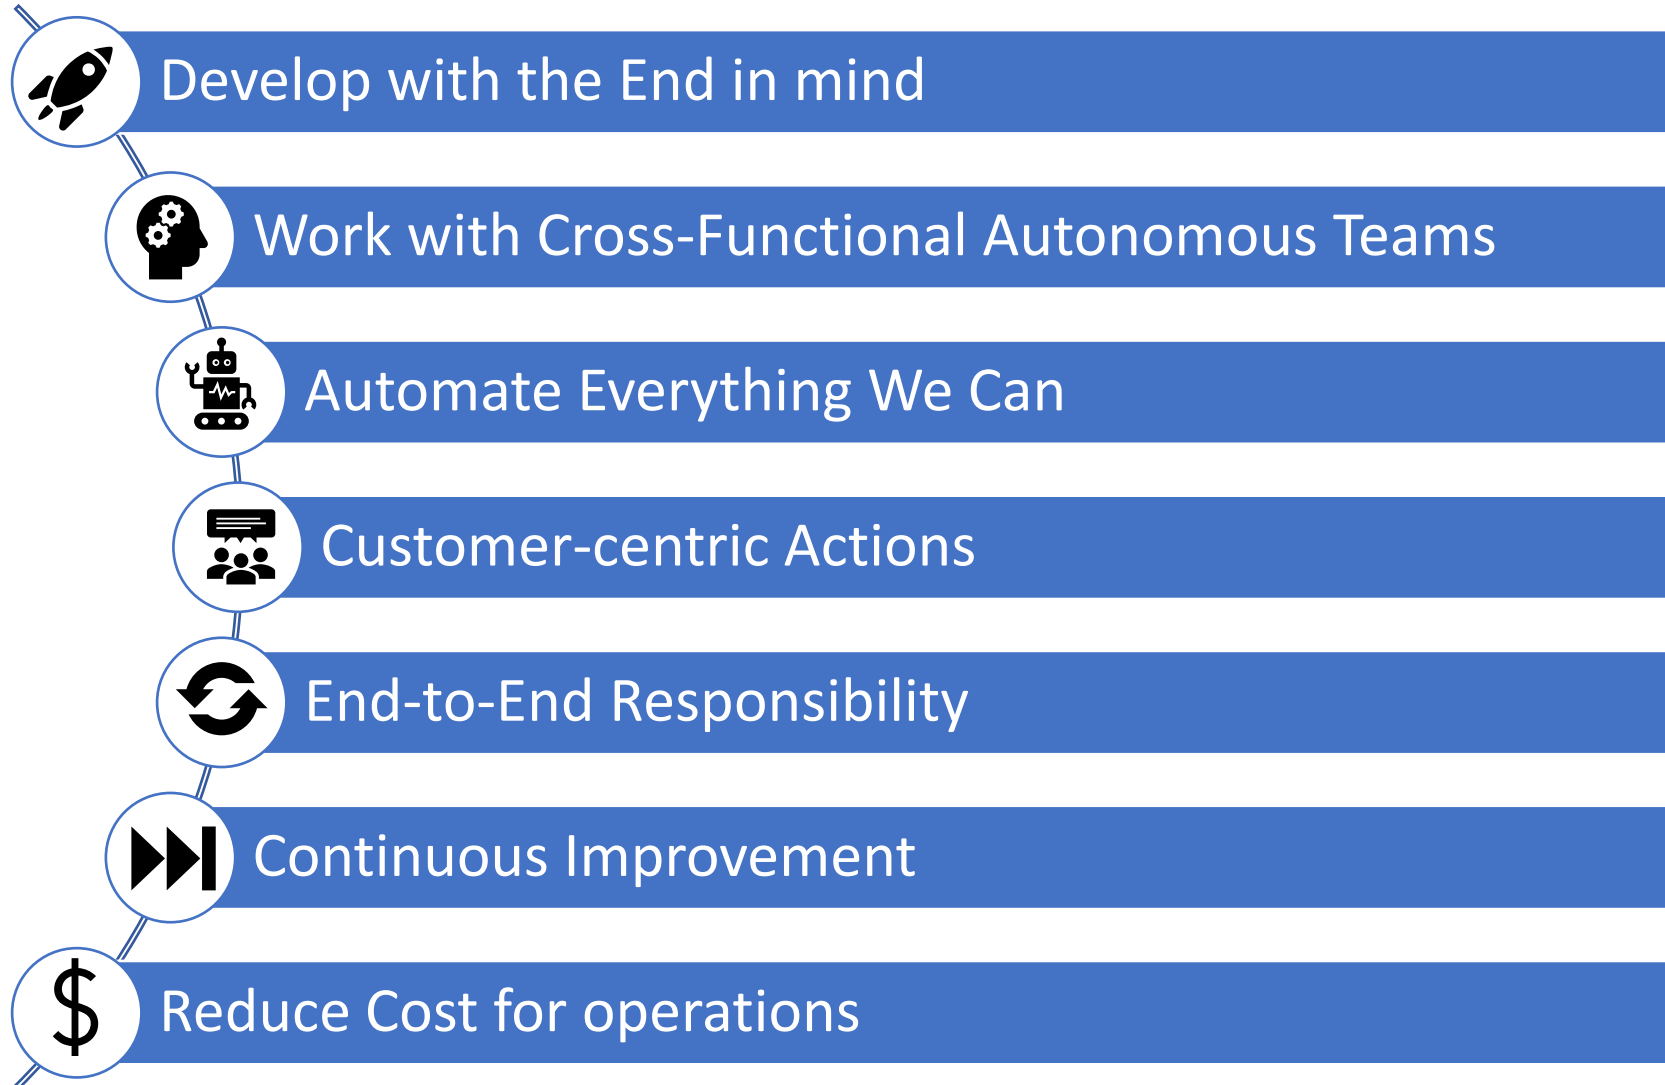 Develop with the End in mind
Work with Cross-Functional Autonomous Teams
Automate Everything We Can
Customer-centric Actions
End-to-End Responsibility
Continuous Improvement
Reduce Cost for operations